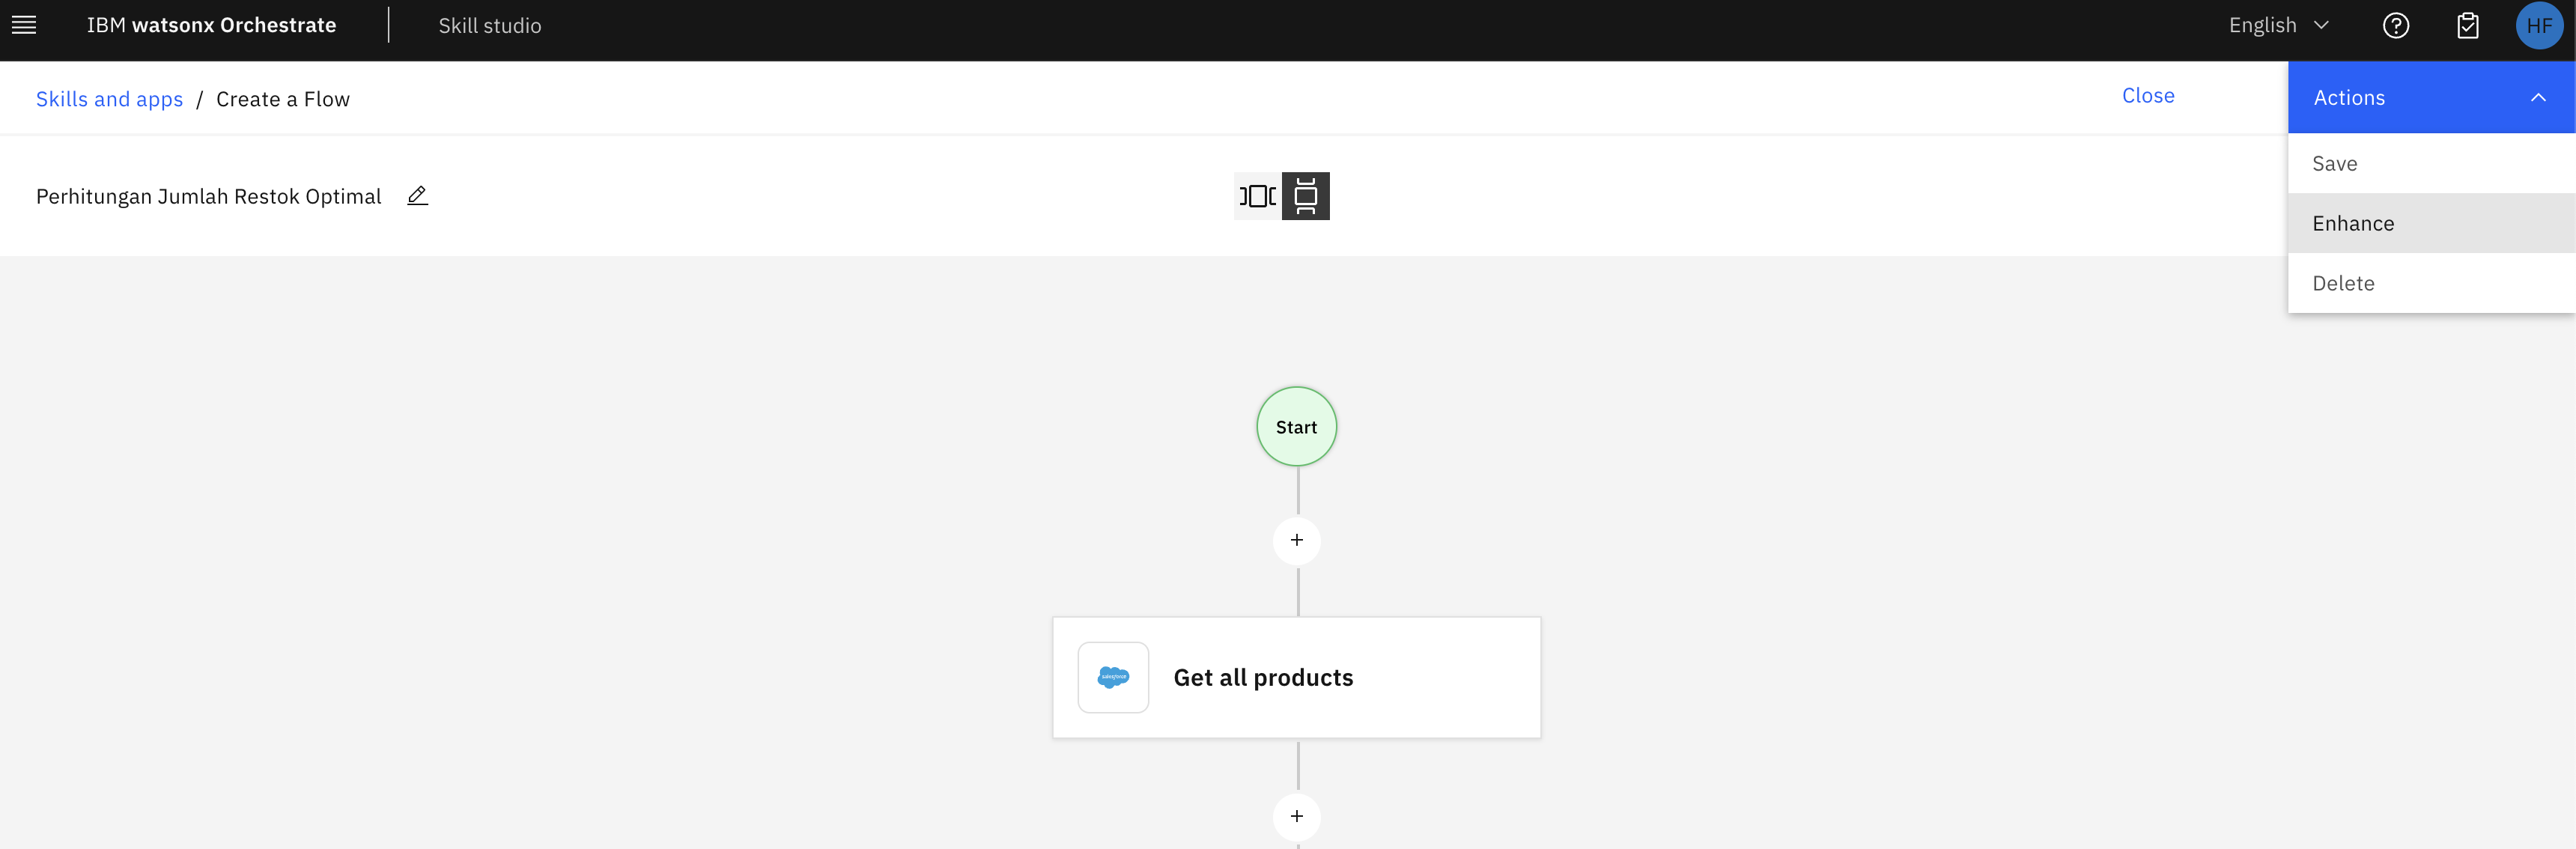 IBM watsonx Orchestrate
Skill studio
English
HF
Skills and apps / Create a Flow
Close
Actions
Save
Enhance
Delete
Perhitungan Jumlah Restok Optimal
Start
+
salesforce
Get all products
+